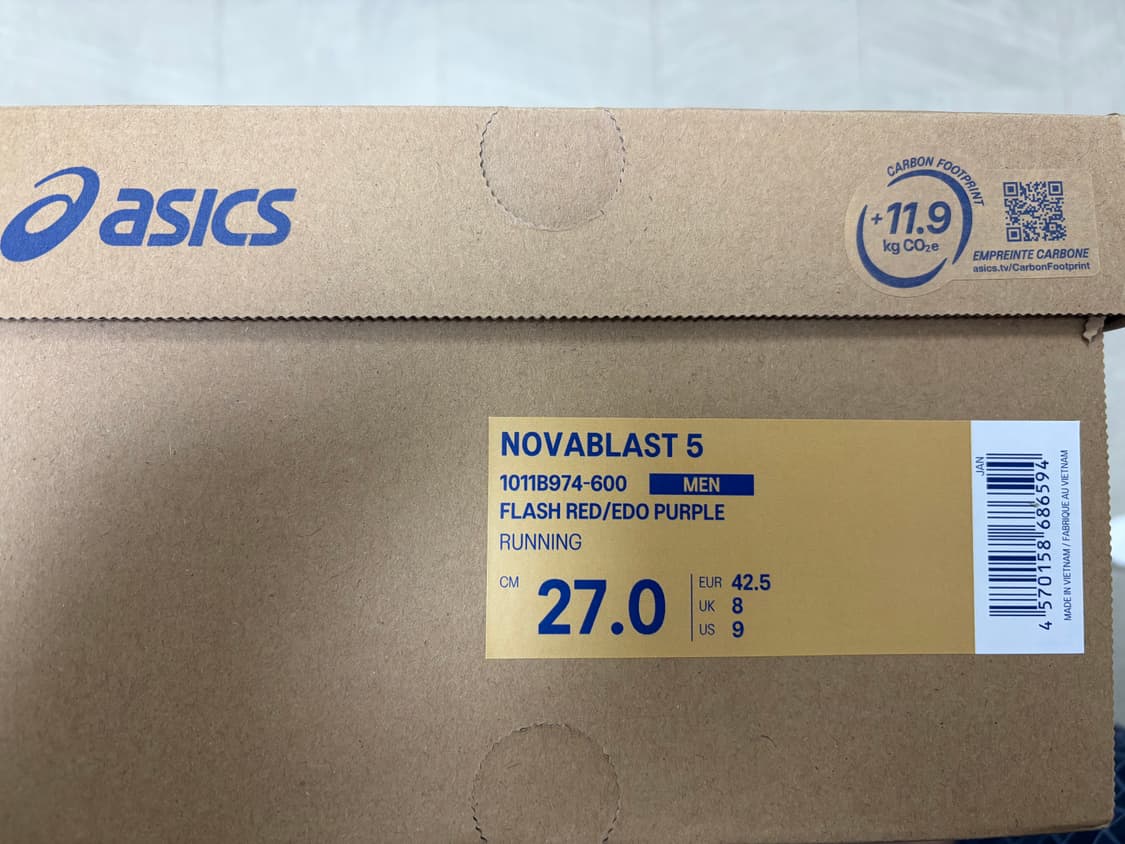 asics
CARBON FOOTPRINT
+11.9
kg CO₂e
EMPREINTE CARBONE
asics.tv/CarbonFootprint
NOVABLAST 5
1011B974-600 MEN
FLASH RED/EDO PURPLE
RUNNING
CM 27.0
EUR 42.5
UK 8
US 9
JAN
4 570158 686594
MADE IN VIETNAM / FABRIQUE AU VIETNAM